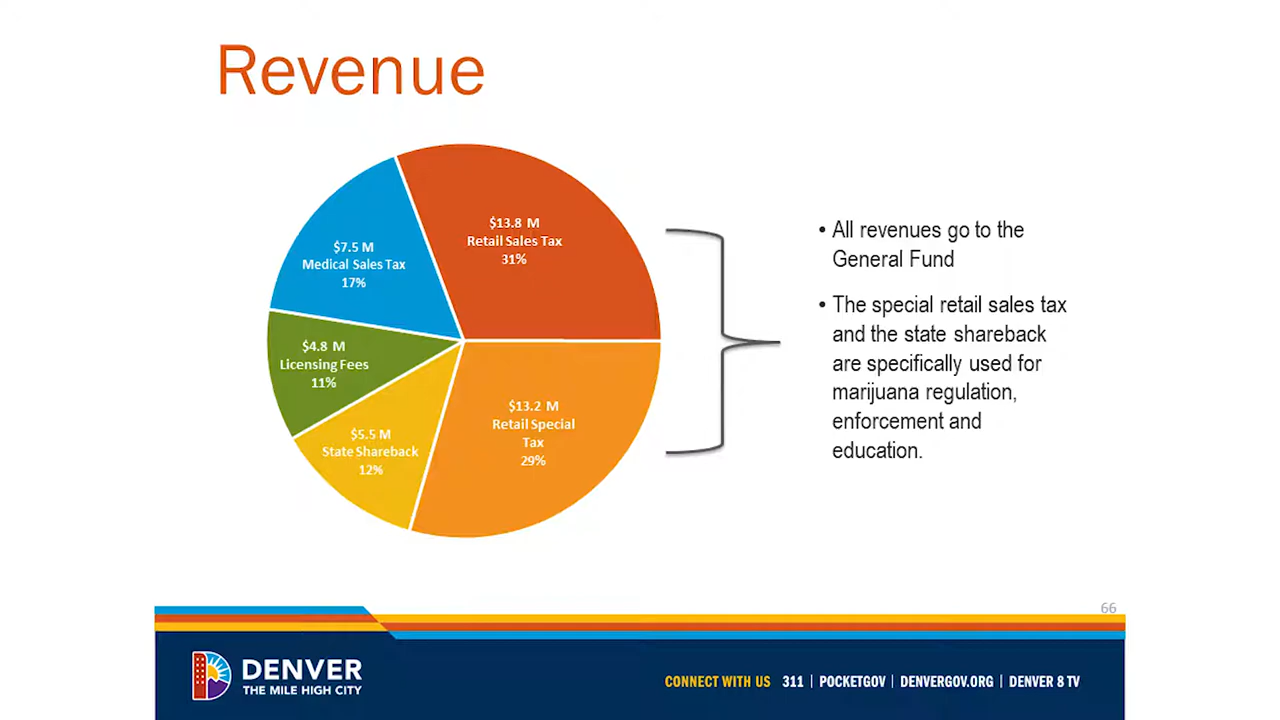 Revenue
$13.8 M
Retail Sales Tax
31%
$7.5 M
Medical Sales Tax
17%
$4.8 M
Licensing Fees
11%
$5.5 M
State Shareback
12%
$13.2 M
Retail Special
Tax
29%
• All revenues go to the
General Fund
• The special retail sales tax
and the state shareback
are specifically used for
marijuana regulation,
enforcement and
education.
66
DENVER
THE MILE HIGH CITY
CONNECT WITH US 311 | POCKETGOV | DENVERGOV.ORG | DENVER 8 TV